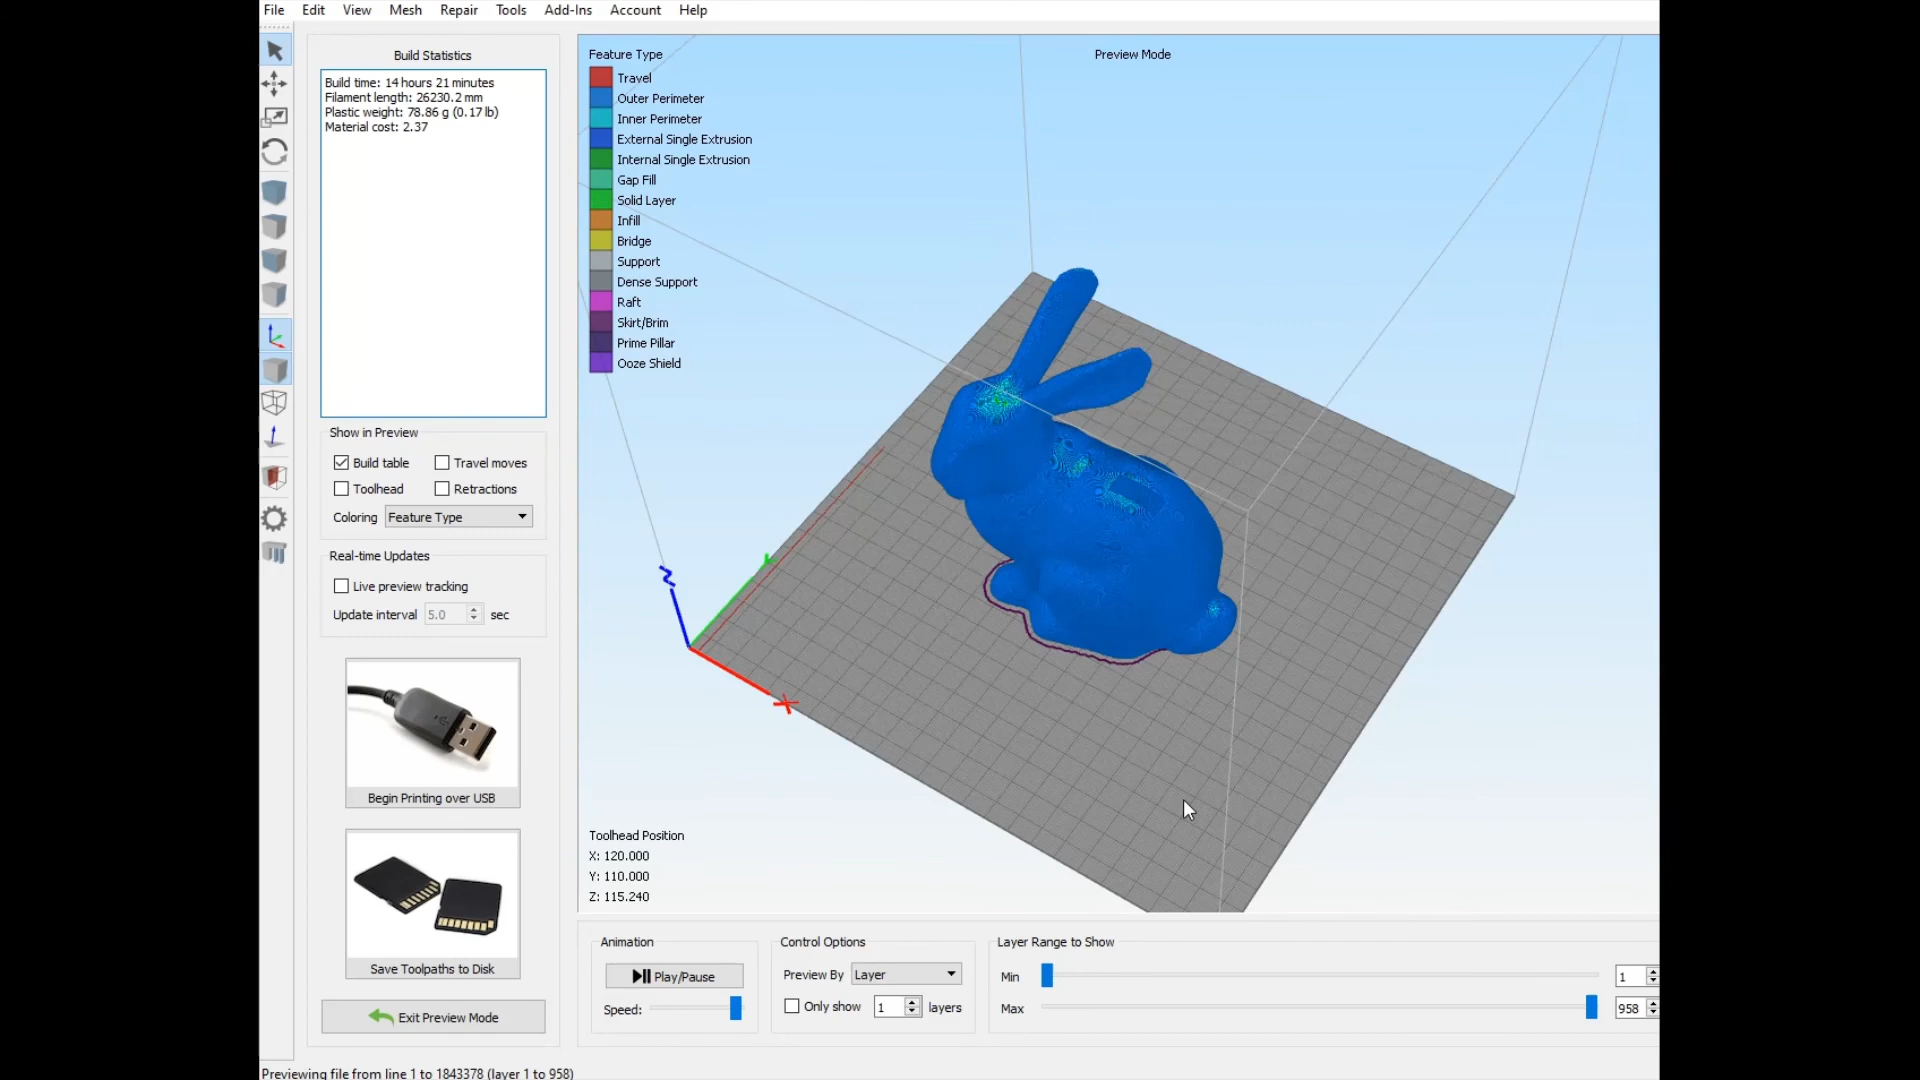 File Edit View Mesh Repair Tools Add-Ins Account Help
Build Statistics
Build time: 14 hours 21 minutes
Filament length: 26230.2 mm
Plastic weight: 78.86 g (0.17 lb)
Material cost: 2.37
Show in Preview
Build table
Travel moves
Toolhead
Retractions
Coloring Feature Type
Real-time Updates
Live preview tracking
Update interval 5.0 sec
Begin Printing over USB
Save Toolpaths to Disk
Exit Preview Mode
Feature Type
Travel
Outer Perimeter
Inner Perimeter
External Single Extrusion
Internal Single Extrusion
Gap Fill
Solid Layer
Infill
Bridge
Support
Dense Support
Raft
Skirt/Brim
Prime Pillar
Ooze Shield
Preview Mode
Z
Y
X
Toolhead Position
X: 120.000
Y: 110.000
Z: 115.240
Animation
Play/Pause
Speed:
Control Options
Preview By Layer
Only show 1 layers
Layer Range to Show
Min 1
Max 958
Previewing file from line 1 to 1843378 (layer 1 to 958)